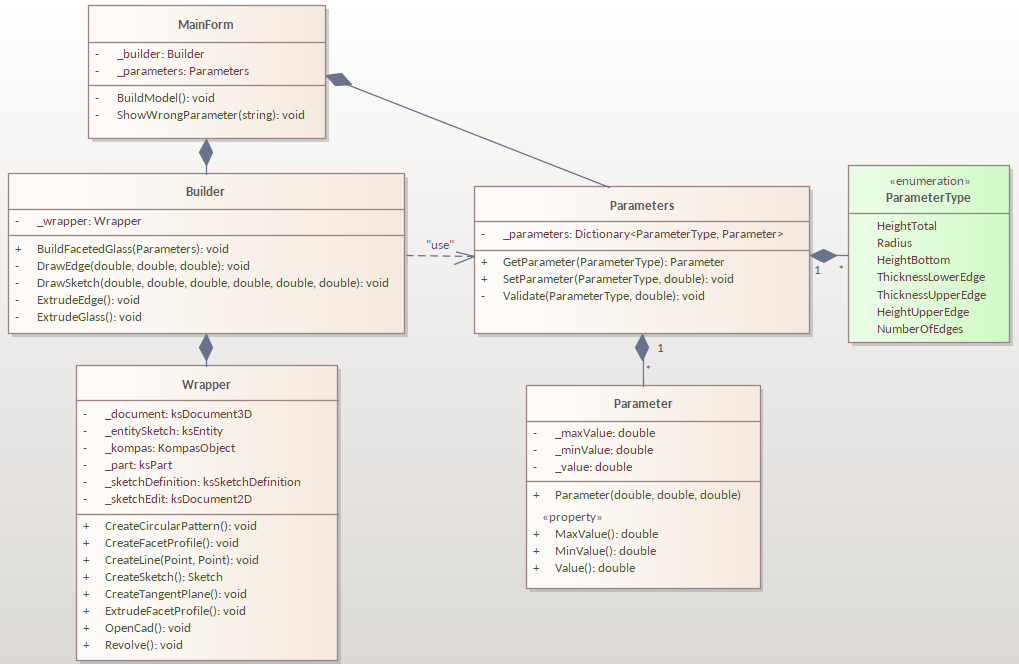 MainForm
- _builder: Builder
- _parameters: Parameters
- BuildModel(): void
- ShowWrongParameter(string): void
Builder
- _wrapper: Wrapper
+ BuildFacetedGlass(Parameters): void
- DrawEdge(double, double, double): void
- DrawSketch(double, double, double, double, double, double): void
- ExtrudeEdge(): void
- ExtrudeGlass(): void
"use"
Parameters
- _parameters: Dictionary<ParameterType, Parameter>
+ GetParameter(ParameterType): Parameter
+ SetParameter(ParameterType, double): void
- Validate(ParameterType, double): void
1
*
«enumeration»
ParameterType
HeightTotal
Radius
HeightBottom
ThicknessLowerEdge
ThicknessUpperEdge
HeightUpperEdge
NumberOfEdges
1
*
Wrapper
- _document: ksDocument3D
- _entitySketch: ksEntity
- _kompas: KompasObject
- _part: ksPart
- _sketchDefinition: ksSketchDefinition
- _sketchEdit: ksDocument2D
+ CreateCircularPattern(): void
+ CreateFacetProfile(): void
+ CreateLine(Point, Point): void
+ CreateSketch(): Sketch
+ CreateTangentPlane(): void
+ ExtrudeFacetProfile(): void
+ OpenCad(): void
+ Revolve(): void
Parameter
- _maxValue: double
- _minValue: double
- _value: double
+ Parameter(double, double, double)
«property»
+ MaxValue(): double
+ MinValue(): double
+ Value(): double